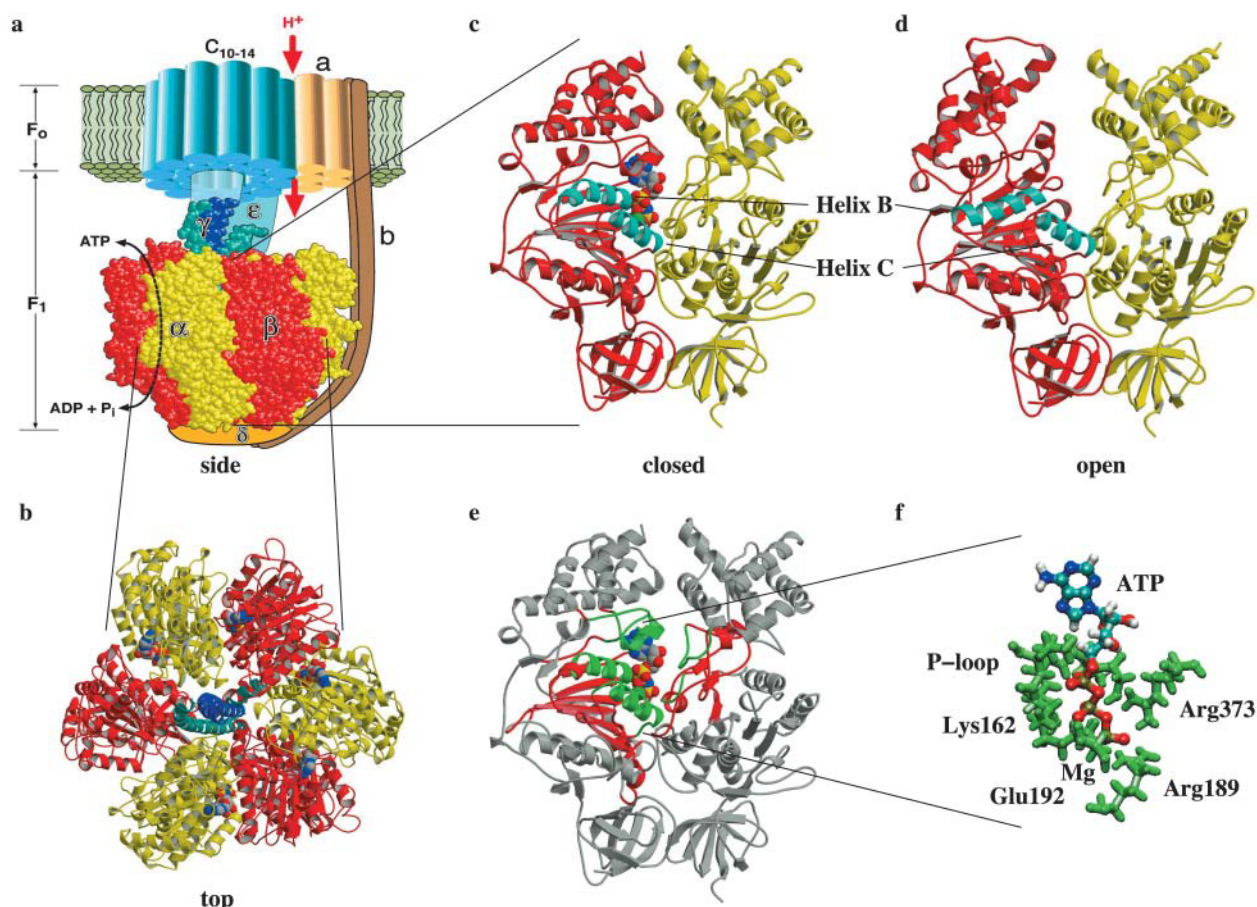 a
H+
C10-14
a
Fo
γ
ε
b
ATP
F1
α
β
ADP + Pi
δ
side
c
closed
Helix B
Helix C
d
open
b
top
e
f
ATP
P-loop
Arg373
Lys162
Mg
Glu192
Arg189